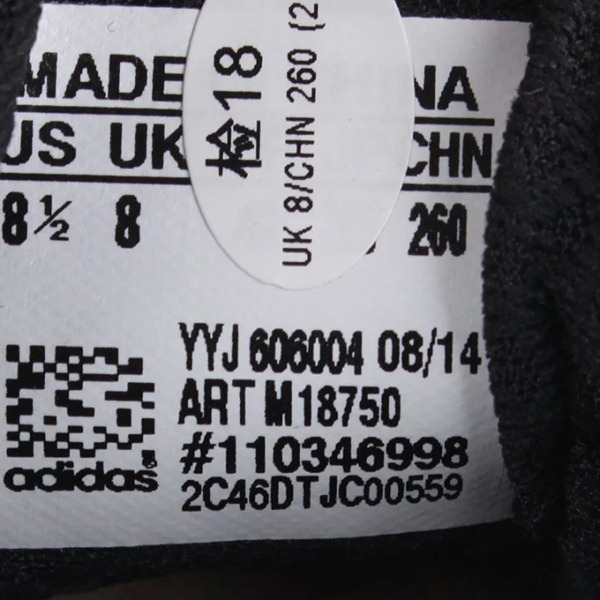 MADE NA
US UK CHN
8½ 8 260
检18
UK 8/CHN 260 (2
YYJ 606004 08/14
ART M18750
#110346998
2C46DTJC00559
adidas